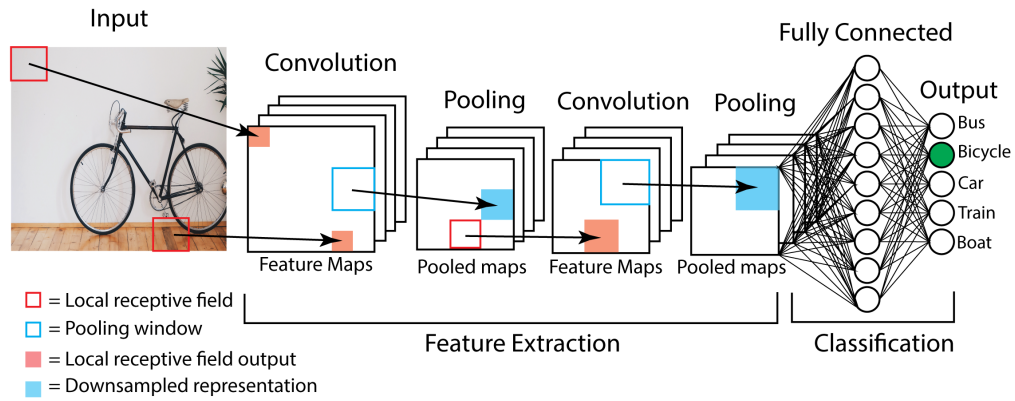 Input
Convolution
Pooling
Convolution
Pooling
Fully Connected
Output
Bus
Bicycle
Car
Train
Boat
Feature Maps
Pooled maps
Feature Maps
Pooled maps
= Local receptive field
= Pooling window
= Local receptive field output
= Downsampled representation
Feature Extraction
Classification